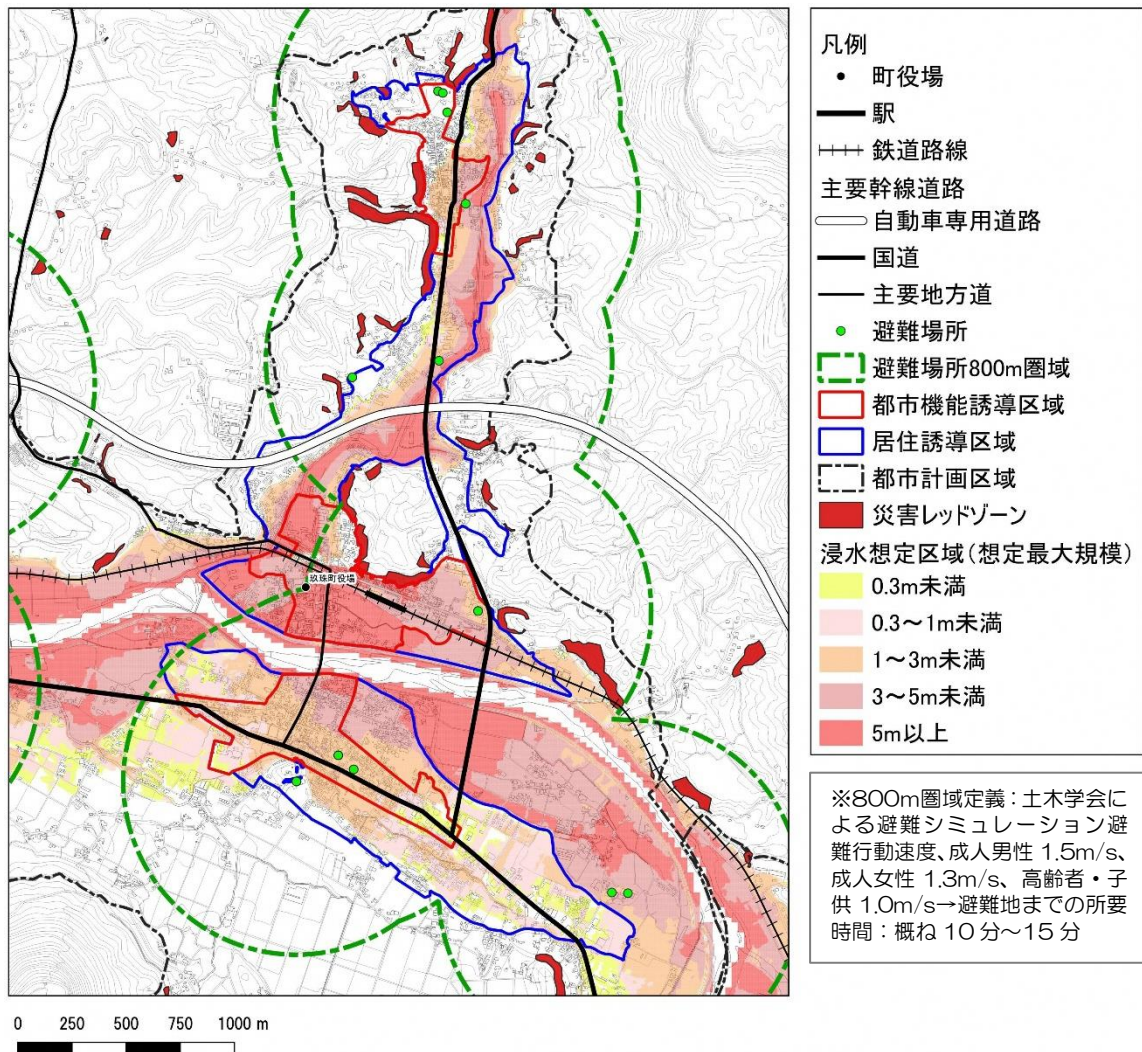 玖珠町役場
凡例
町役場
駅
鉄道路線
主要幹線道路
自動車専用道路
国道
主要地方道
避難場所
避難場所800m圏域
都市機能誘導区域
居住誘導区域
都市計画区域
災害レッドゾーン
浸水想定区域(想定最大規模)
0.3m未満
0.3～1m未満
1～3m未満
3～5m未満
5m以上
※800m圏域定義：土木学会に
よる避難シミュレーション避
難行動速度、成人男性 1.5m/s、
成人女性 1.3m/s、高齢者・子
供 1.0m/s→避難地までの所要
時間：概ね 10 分～15 分
0 250 500 750 1000 m